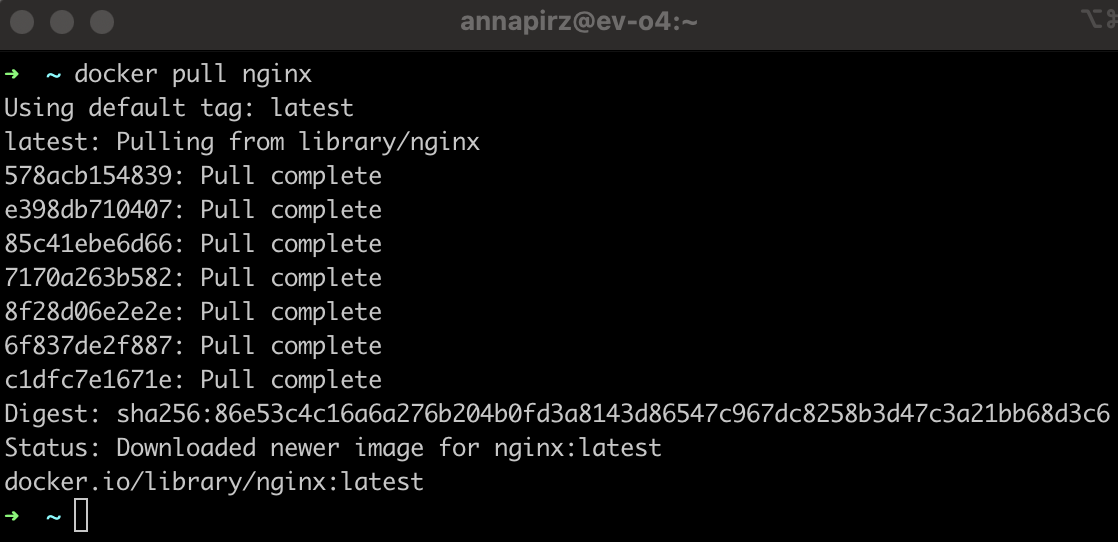 annapirz@ev-o4:~ ⌥⌘
➜ ~ docker pull nginx
Using default tag: latest
latest: Pulling from library/nginx
578acb154839: Pull complete
e398db710407: Pull complete
85c41ebe6d66: Pull complete
7170a263b582: Pull complete
8f28d06e2e2e: Pull complete
6f837de2f887: Pull complete
c1dfc7e1671e: Pull complete
Digest: sha256:86e53c4c16a6a276b204b0fd3a8143d86547c967dc8258b3d47c3a21bb68d3c6
Status: Downloaded newer image for nginx:latest
docker.io/library/nginx:latest
➜ ~